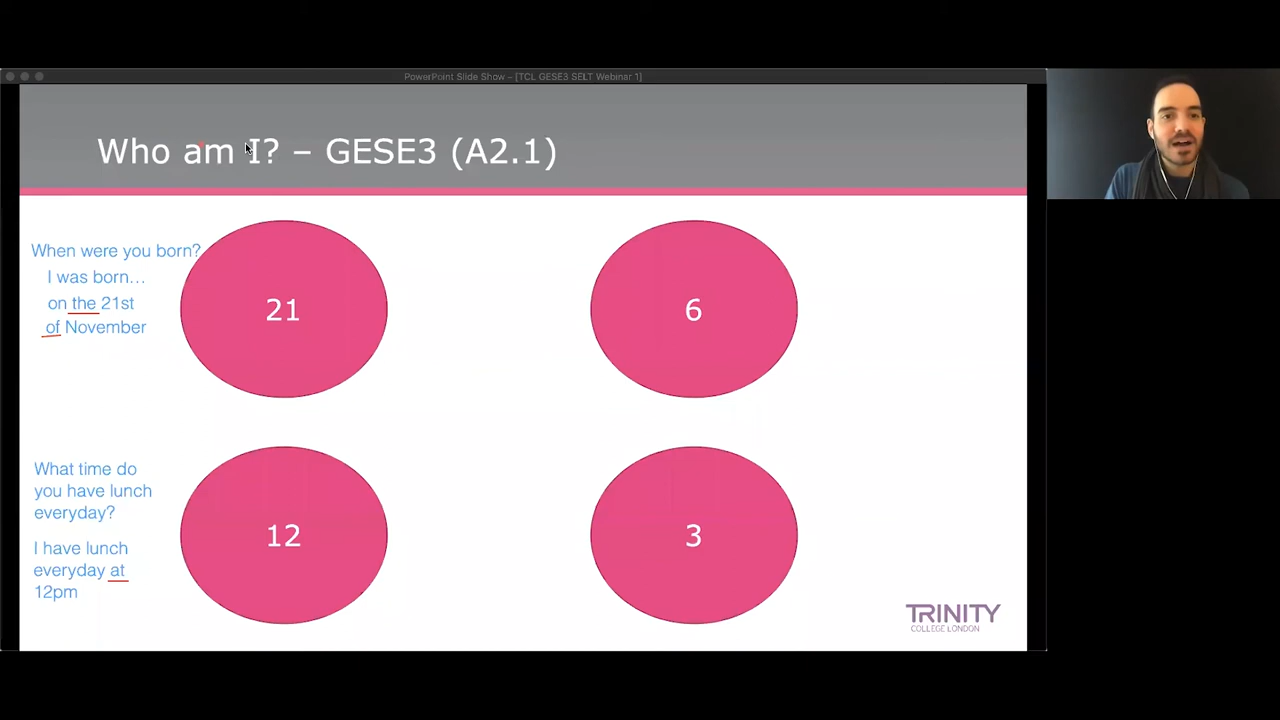 PowerPoint Slide Show – [TCL GESE3 SELT Webinar 1]
Who am I? – GESE3 (A2.1)
When were you born?
I was born…
on the 21st
of November
21
6
What time do
you have lunch
everyday?
I have lunch
everyday at
12pm
12
3
TRINITY
COLLEGE LONDON